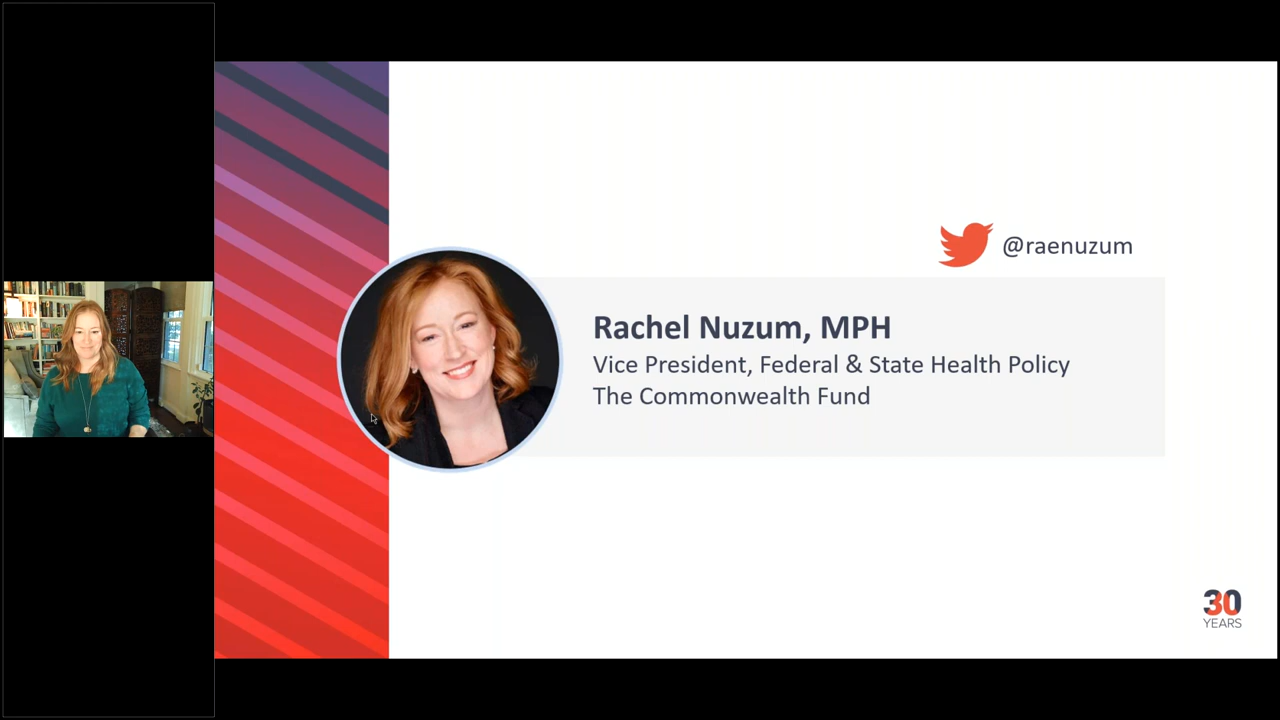 @raenuzum
Rachel Nuzum, MPH
Vice President, Federal & State Health Policy
The Commonwealth Fund
30
YEARS